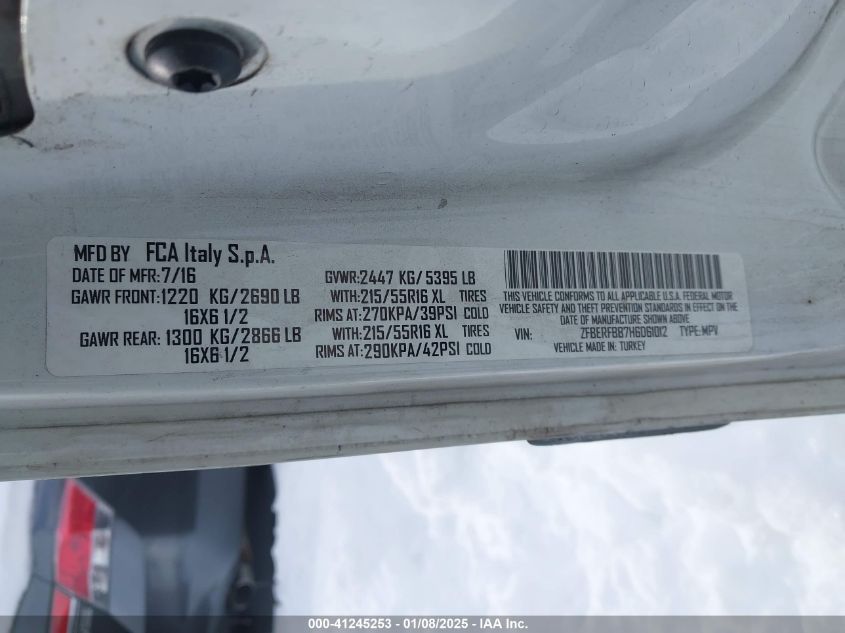 MFD BY FCA Italy S.p.A.
DATE OF MFR: 7/16
GVWR: 2447 KG/ 5395 LB
GAWR FRONT: 1220 KG/2690 LB
WITH: 215/55R16 XL TIRES
16X6 1/2
RIMS AT: 270KPA/39PSI COLD
GAWR REAR: 1300 KG/2866 LB
WITH: 215/55R16 XL TIRES
16X6 1/2
RIMS AT: 290KPA/42PSI COLD
THIS VEHICLE CONFORMS TO ALL APPLICABLE U.S.A. FEDERAL MOTOR
VEHICLE SAFETY AND THEFT PREVENTION STANDARDS IN EFFECT ON THE
DATE OF MANUFACTURE SHOWN ABOVE
VIN: ZFBERFBB7H6D61012 TYPE: MPV
VEHICLE MADE IN: TURKEY
000-41245253 - 01/08/2025 - IAA Inc.